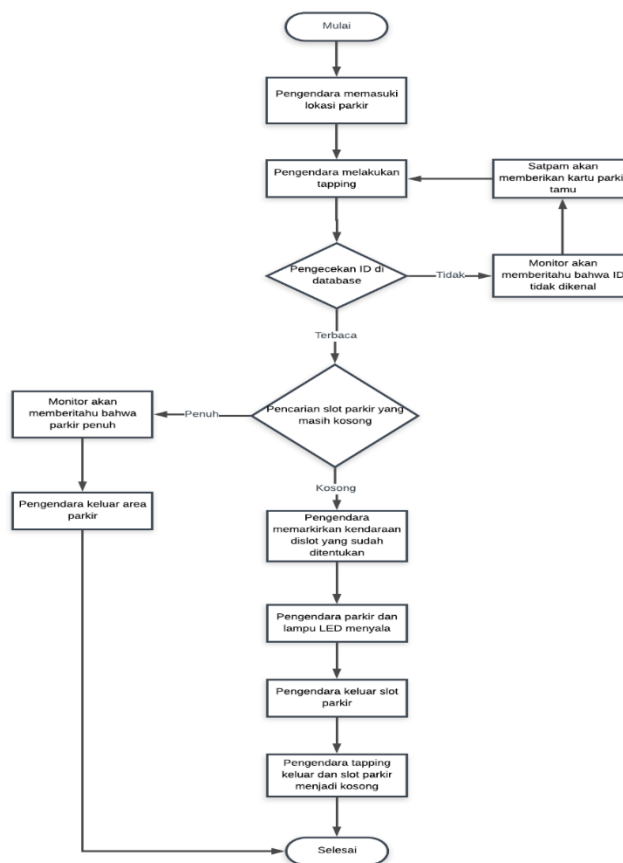 Mulai
Pengendara memasuki
lokasi parkir
Pengendara melakukan
tapping
Satpam akan
memberikan kartu parkir
tamu
Pengecekan ID di
database
Tidak
Monitor akan
memberitahu bahwa ID
tidak dikenal
Terbaca
Pencarian slot parkir yang
masih kosong
Penuh
Monitor akan
memberitahu bahwa
parkir penuh
Pengendara keluar area
parkir
Kosong
Pengendara
memarkirkan kendaraan
dislot yang sudah
ditentukan
Pengendara parkir dan
lampu LED menyala
Pengendara keluar slot
parkir
Pengendara tapping
keluar dan slot parkir
menjadi kosong
Selesai